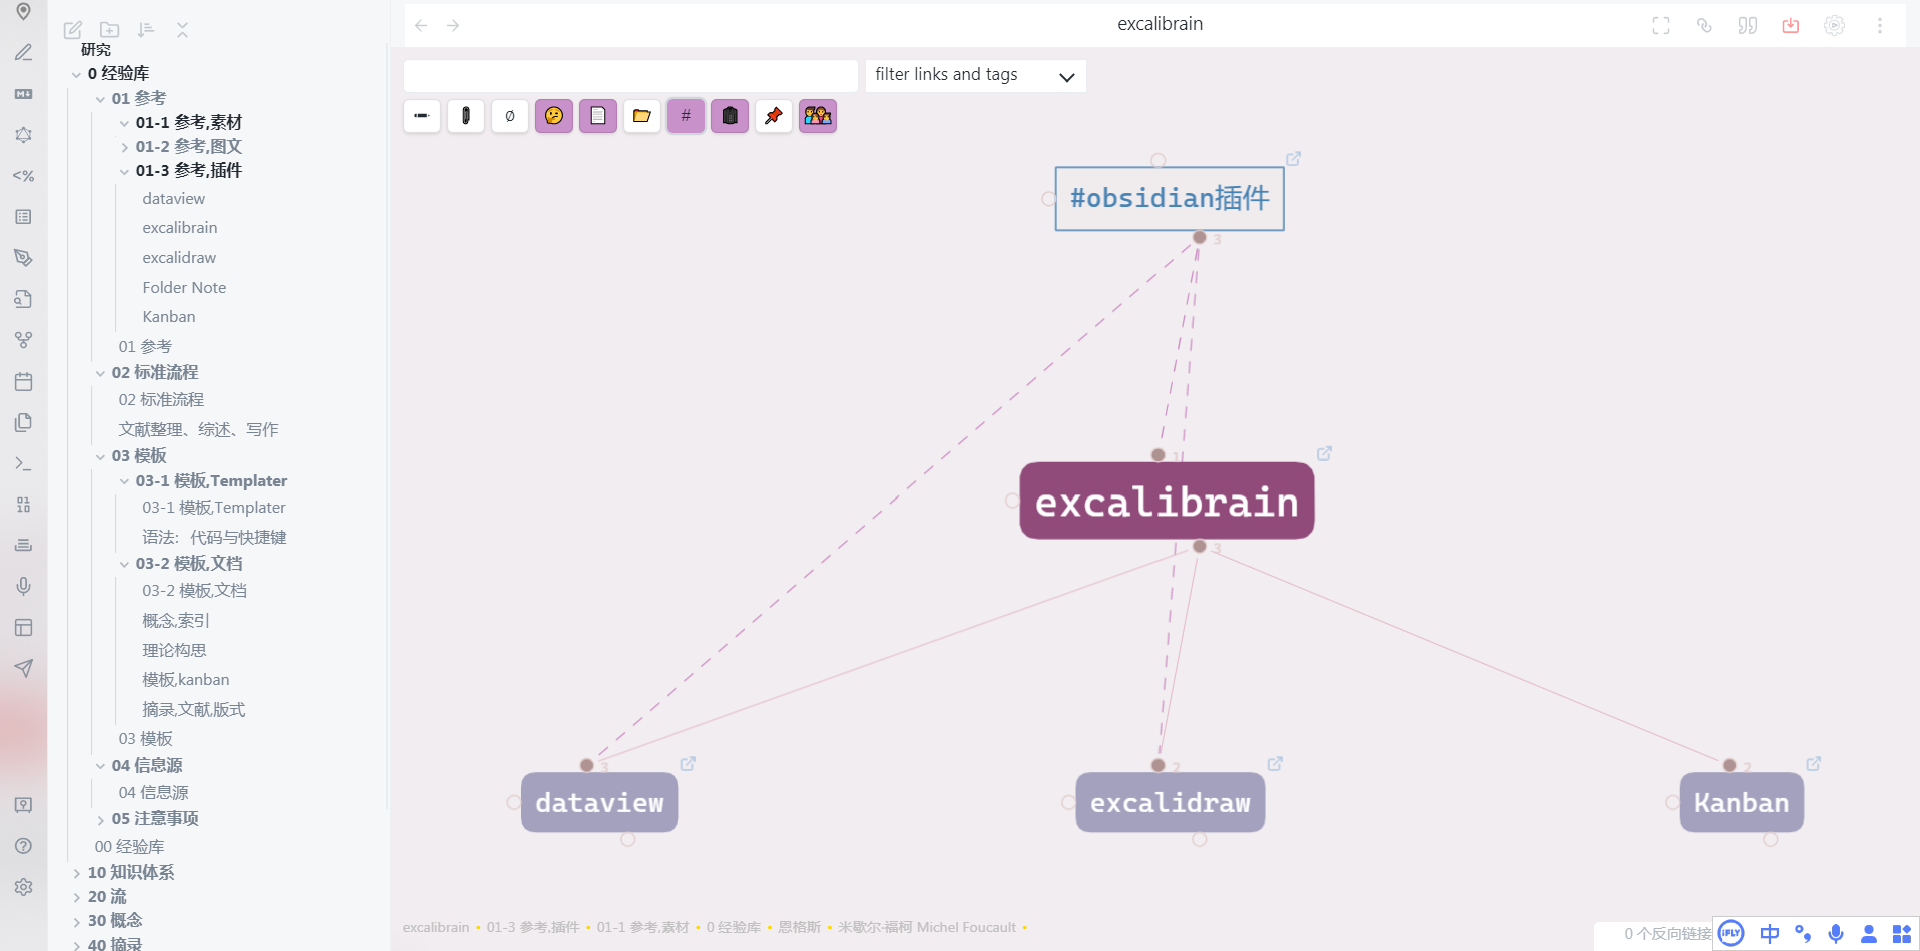 研究
0 经验库
01 参考
01-1 参考,素材
01-2 参考,图文
01-3 参考,插件
dataview
excalibrain
excalidraw
Folder Note
Kanban
01 参考
02 标准流程
02 标准流程
文献整理、综述、写作
03 模板
03-1 模板,Templater
03-1 模板,Templater
语法：代码与快捷键
03-2 模板,文档
03-2 模板,文档
概念,索引
理论构思
模板,kanban
摘录,文献,版式
03 模板
04 信息源
04 信息源
05 注意事项
00 经验库
10 知识体系
20 流
30 概念
40 摘录
excalibrain
filter links and tags
#
#obsidian插件
3
1
excalibrain
3
3
dataview
2
excalidraw
2
Kanban
excalibrain • 01-3 参考,插件 • 01-1 参考,素材 • 0 经验库 • 恩格斯 • 米歇尔·福柯 Michel Foucault •
0 个反向链接
iFLY
中